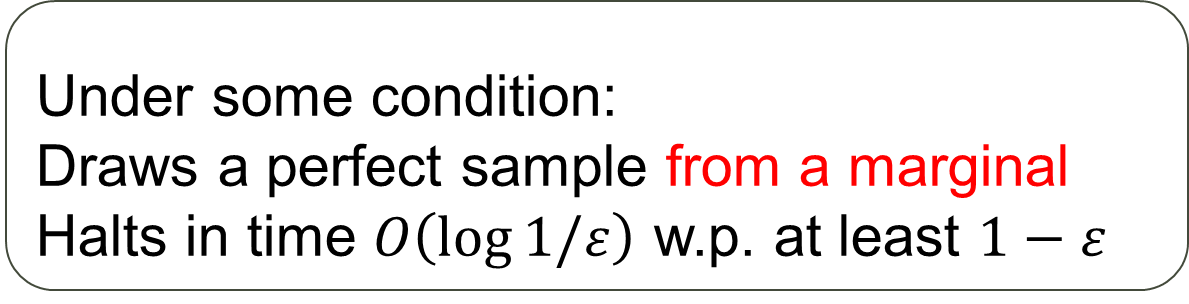 Under some condition:
Draws a perfect sample from a marginal
Halts in time 𝑂(log 1/𝜀) w.p. at least 1 − 𝜀